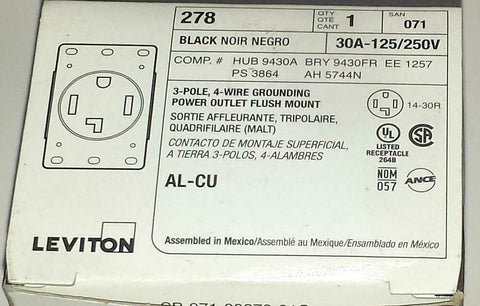 278
QTY
QTÉ
CANT
1
SAN
071
BLACK NOIR NEGRO
30A-125/250V
COMP. # HUB 9430A BRY 9430FR EE 1257
PS 3864 AH 5744N
3-POLE, 4-WIRE GROUNDING
POWER OUTLET FLUSH MOUNT
14-30R
SORTIE AFFLEURANTE, TRIPOLAIRE,
QUADRIFILAIRE (MALT)
CONTACTO DE MONTAJE SUPERFICIAL,
A TIERRA 3-POLOS, 4-ALAMBRES
UL
LISTED
RECEPTACLE
264B
SA
AL-CU
NOM
057
ANCE
LEVITON
Assembled in Mexico/Assemblé au Mexique/Ensamblado en México